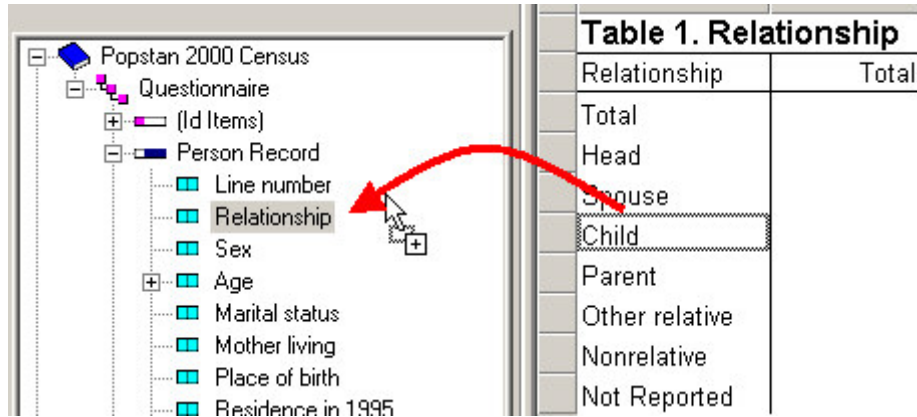 Popstan 2000 Census
Questionnaire
(Id Items)
Person Record
Line number
Relationship
Sex
Age
Marital status
Mother living
Place of birth
Residence in 1995
Table 1. Relationship
Relationship Total
Total
Head
Spouse
Child
Parent
Other relative
Nonrelative
Not Reported